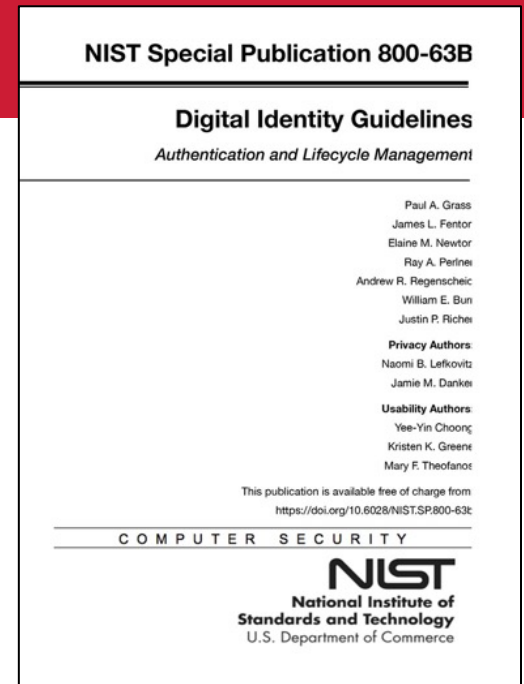 NIST Special Publication 800-63B
Digital Identity Guidelines
Authentication and Lifecycle Management
Paul A. Grass
James L. Fentor
Elaine M. Newton
Ray A. Perlner
Andrew R. Regenscheid
William E. Burr
Justin P. Richer
Privacy Authors:
Naomi B. Lefkovitz
Jamie M. Danker
Usability Authors:
Yee-Yin Choong
Kristen K. Greene
Mary F. Theofanos
This publication is available free of charge from:
https://doi.org/10.6028/NIST.SP.800-63b
COMPUTER SECURITY
NIST
National Institute of
Standards and Technology
U.S. Department of Commerce